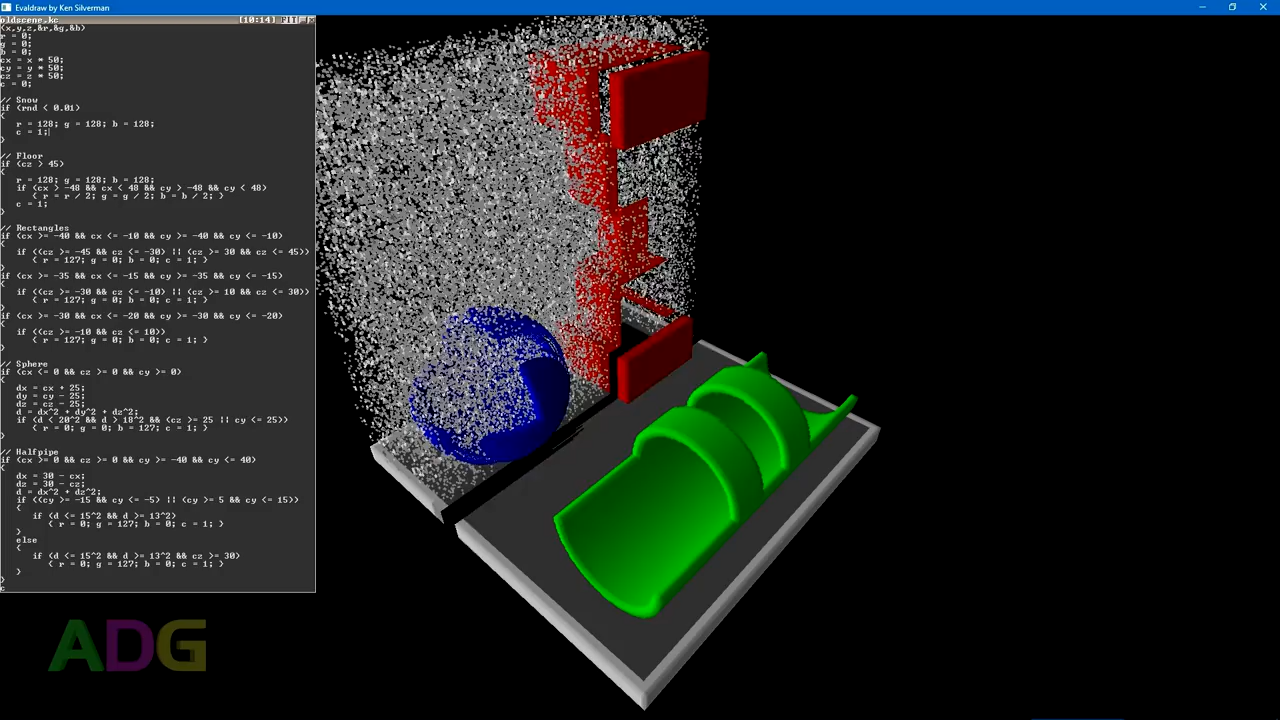 Evaldraw by Ken Silverman
oldscene.kc [10:14] FIT
(x,y,z,&r,&g,&b)
r = 0;
g = 0;
b = 0;
cx = x * 50;
cy = y * 50;
cz = z * 50;
c = 0;
// Snow
if (rnd < 0.01)
{
r = 128; g = 128; b = 128;
c = 1;
}
// Floor
if (cz > 45)
{
r = 128; g = 128; b = 128;
if (cx > -48 && cx < 48 && cy > -48 && cy < 48)
{ r = r / 2; g = g / 2; b = b / 2; }
c = 1;
}
// Rectangles
if (cx >= -40 && cx <= -10 && cy >= -40 && cy <= -10)
{
if ((cz >= -45 && cz <= -30) || (cz >= 30 && cz <= 45))
{ r = 127; g = 0; b = 0; c = 1; }
}
if (cx >= -35 && cx <= -15 && cy >= -35 && cy <= -15)
{
if ((cz >= -30 && cz <= -10) || (cz >= 10 && cz <= 30))
{ r = 127; g = 0; b = 0; c = 1; }
}
if (cx >= -30 && cx <= -20 && cy >= -30 && cy <= -20)
{
if ((cz >= -10 && cz <= 10))
{ r = 127; g = 0; b = 0; c = 1; }
}
// Sphere
if (cx <= 0 && cz >= 0 && cy >= 0)
{
dx = cx + 25;
dy = cy - 25;
dz = cz - 25;
d = dx^2 + dy^2 + dz^2;
if (d < 20^2 && d > 18^2 && (cz >= 25 || cy <= 25))
{ r = 0; g = 0; b = 127; c = 1; }
}
// Halfpipe
if (cx >= 0 && cz >= 0 && cy >= -40 && cy <= 40)
{
dx = 30 - cx;
dz = 30 - cz;
d = dx^2 + dz^2;
if ((cy >= -15 && cy <= -5) || (cy >= 5 && cy <= 15))
{
if (d <= 15^2 && d >= 13^2)
{ r = 0; g = 127; b = 0; c = 1; }
}
else
{
if (d <= 15^2 && d >= 13^2 && cz >= 30)
{ r = 0; g = 127; b = 0; c = 1; }
}
}
c
ADG